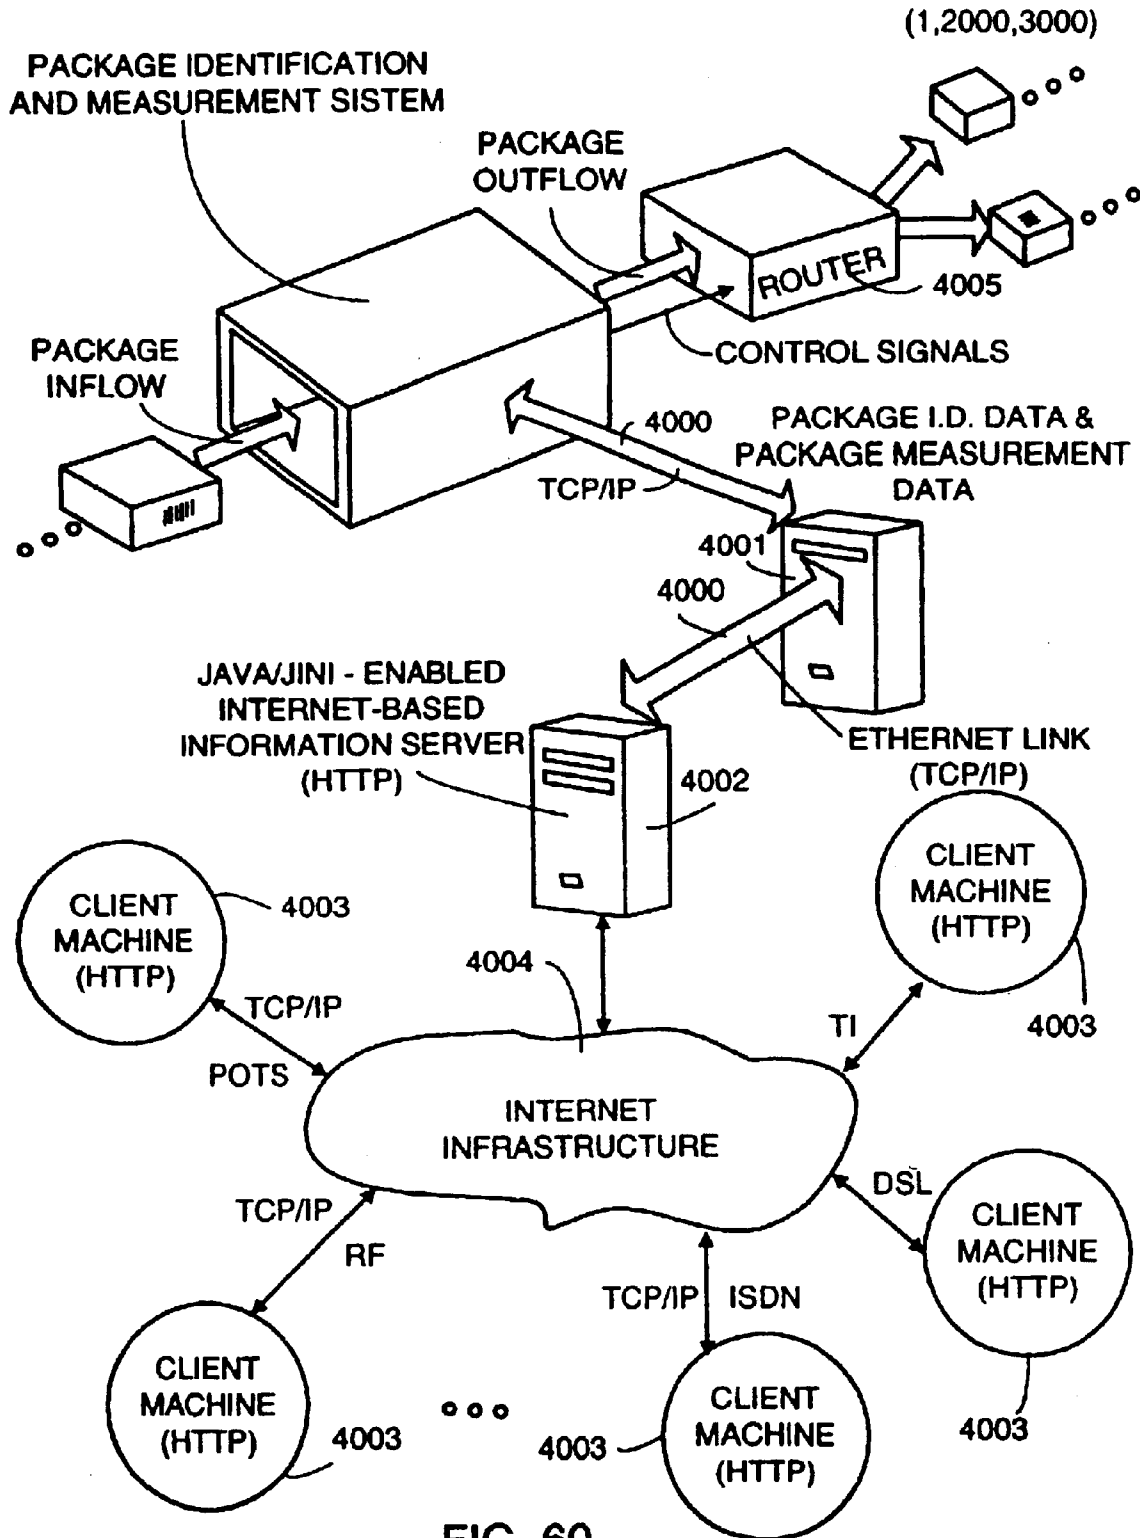 (1,2000,3000)
PACKAGE IDENTIFICATION
AND MEASUREMENT SISTEM
PACKAGE
OUTFLOW
ROUTER
4005
PACKAGE
INFLOW
CONTROL SIGNALS
4000
TCP/IP
PACKAGE I.D. DATA &
PACKAGE MEASUREMENT
DATA
4001
4000
JAVA/JINI - ENABLED
INTERNET-BASED
INFORMATION SERVER
(HTTP)
ETHERNET LINK
(TCP/IP)
4002
CLIENT
MACHINE
(HTTP)
4003
CLIENT
MACHINE
(HTTP)
4003
4004
TCP/IP
POTS
TI
INTERNET
INFRASTRUCTURE
TCP/IP
RF
DSL
CLIENT
MACHINE
(HTTP)
4003
TCP/IP
ISDN
CLIENT
MACHINE
(HTTP)
4003
4003
CLIENT
MACHINE
(HTTP)
FIG. 60